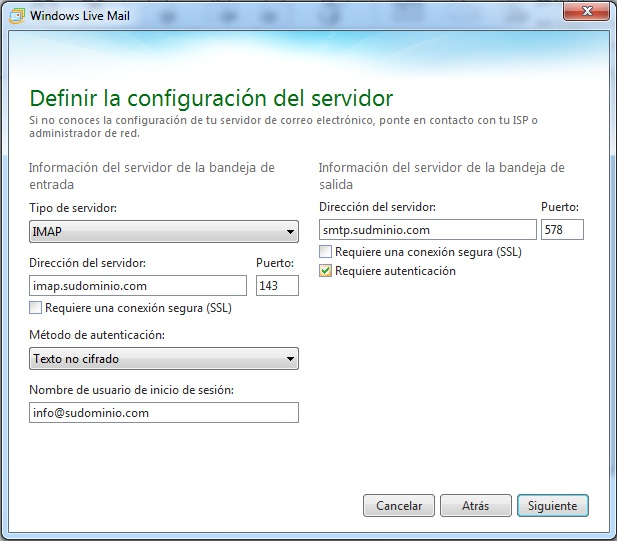 Windows Live Mail
Definir la configuración del servidor
Si no conoces la configuración de tu servidor de correo electrónico, ponte en contacto con tu ISP o
administrador de red.
Información del servidor de la bandeja de
entrada
Tipo de servidor:
IMAP
Dirección del servidor: Puerto:
imap.sudominio.com 143
Requiere una conexión segura (SSL)
Método de autenticación:
Texto no cifrado
Nombre de usuario de inicio de sesión:
info@sudominio.com
Información del servidor de la bandeja de
salida
Dirección del servidor: Puerto:
smtp.sudminio.com 578
Requiere una conexión segura (SSL)
Requiere autenticación
Cancelar Atrás Siguiente